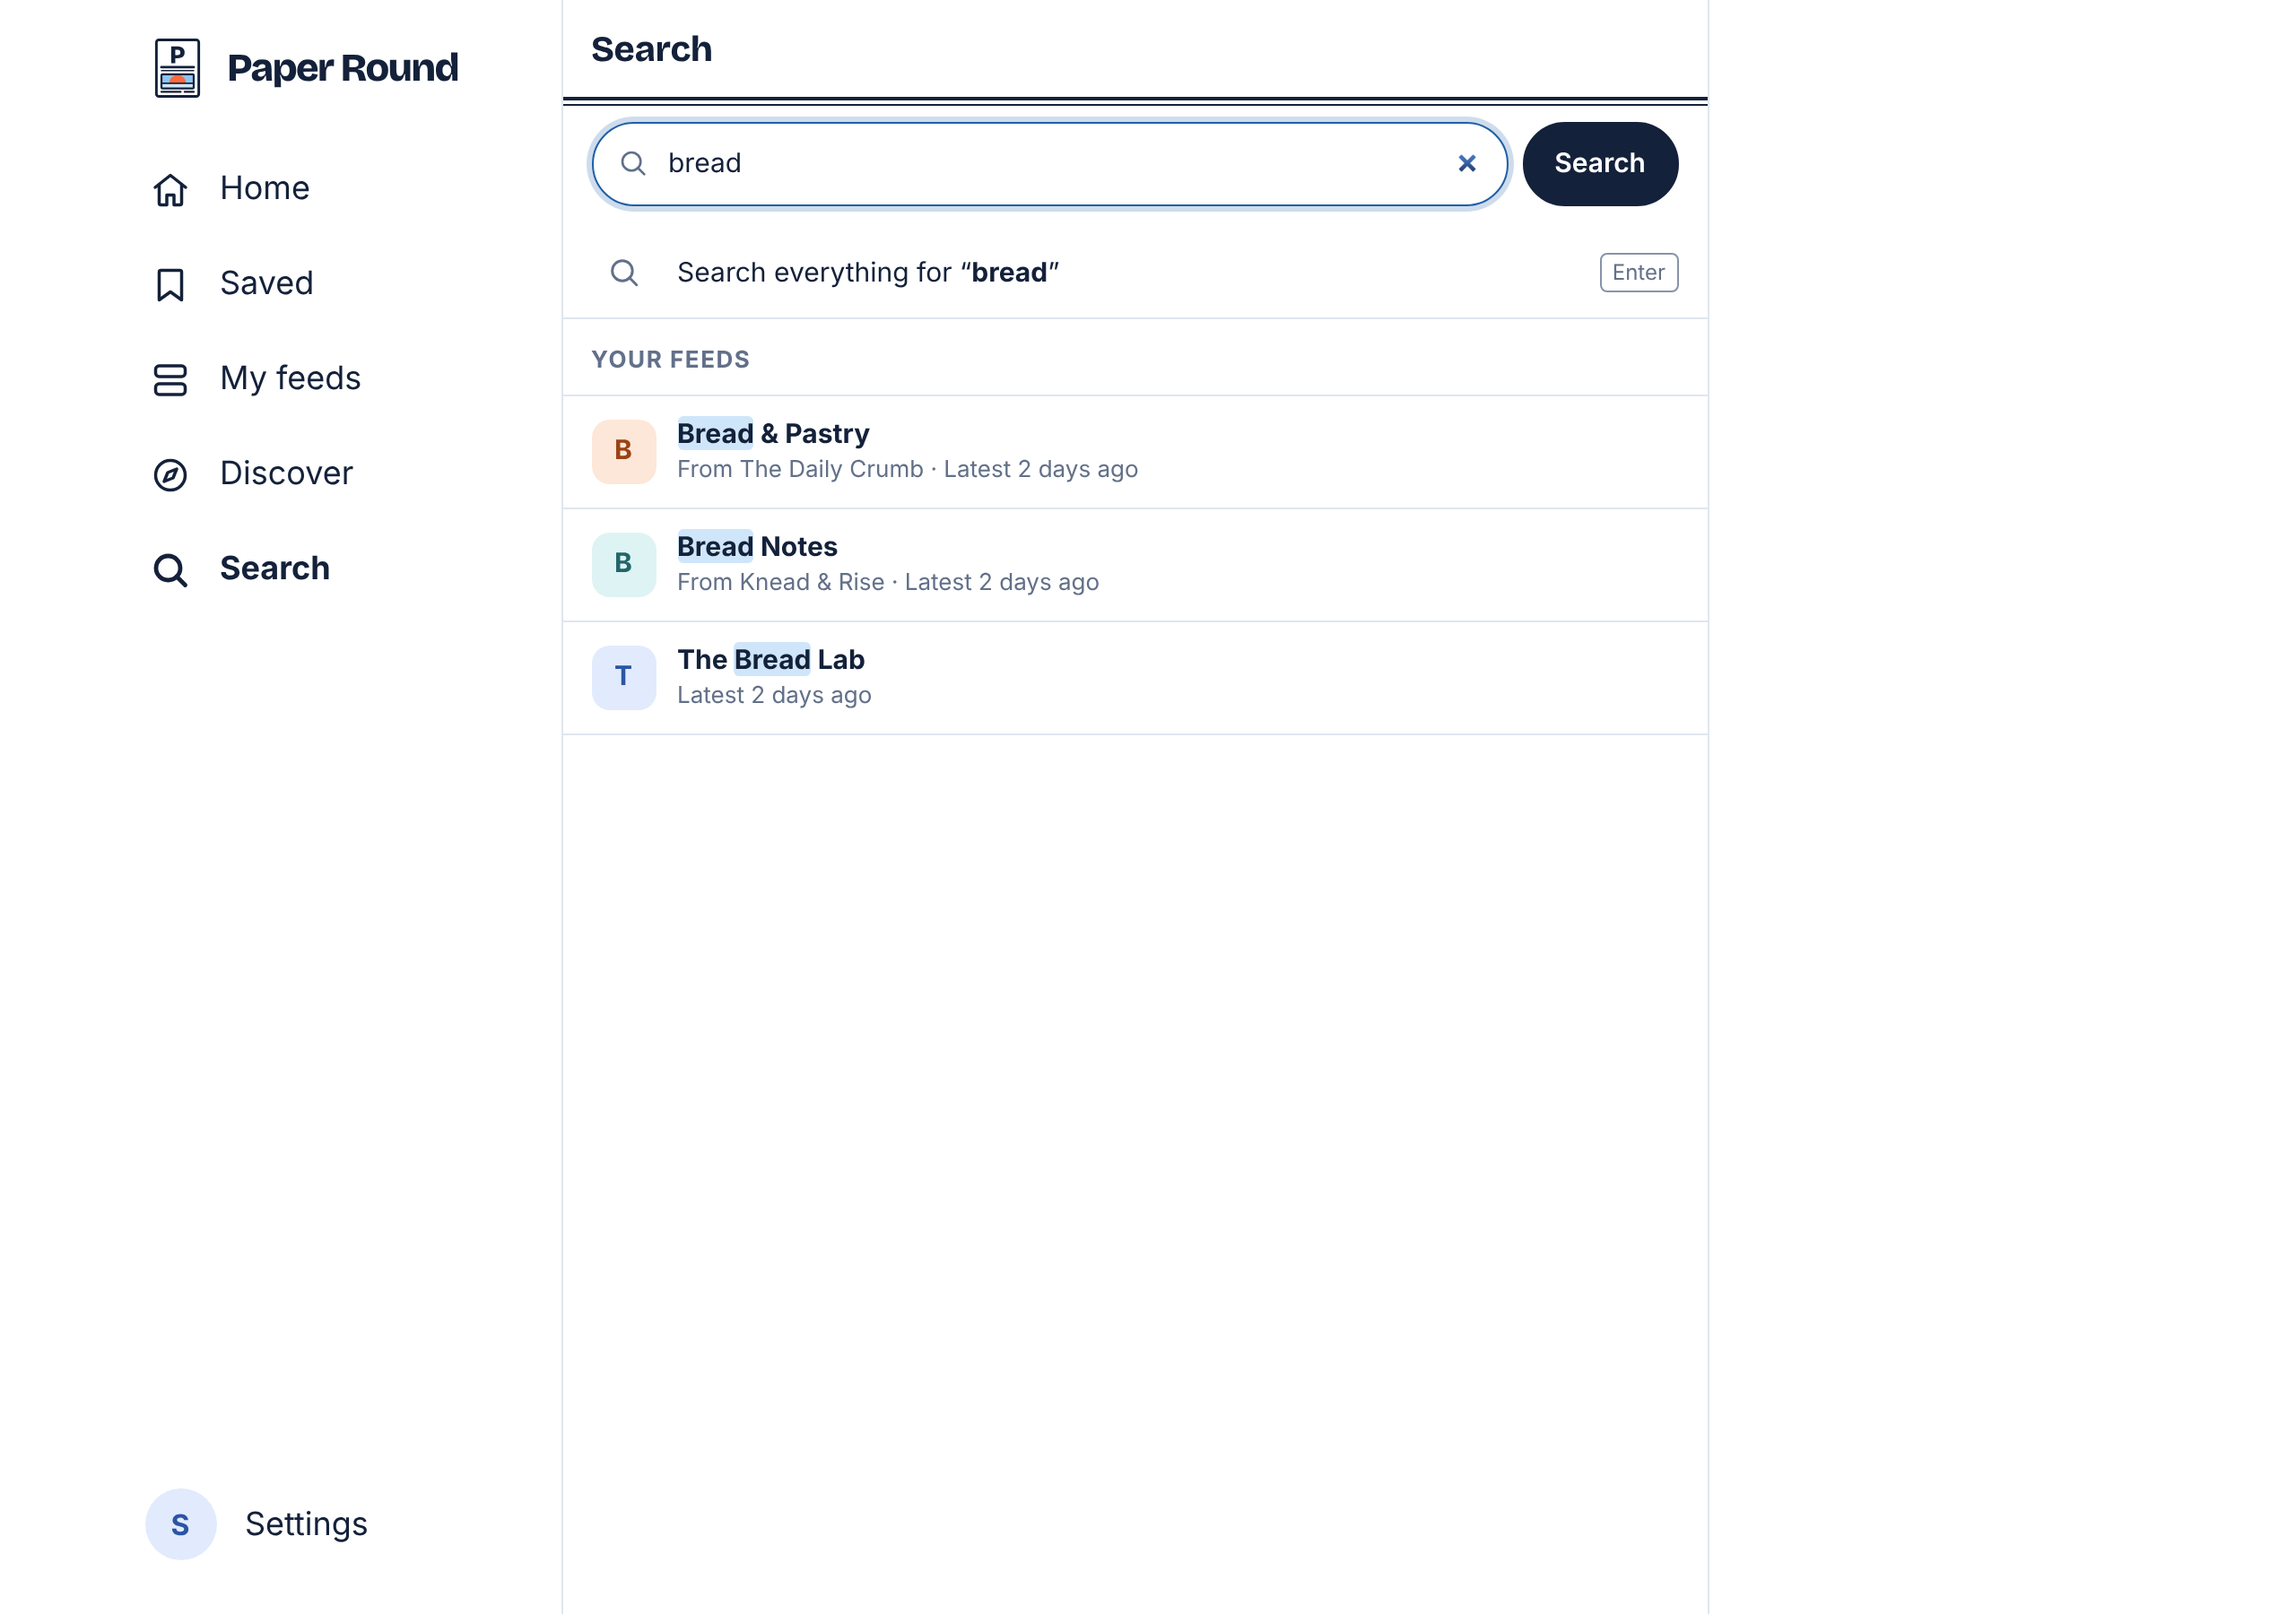 P
Paper Round
Home
Saved
My feeds
Discover
Search
S
Settings
Search
bread
Search
Search everything for “bread”
Enter
YOUR FEEDS
B
Bread & Pastry
From The Daily Crumb · Latest 2 days ago
B
Bread Notes
From Knead & Rise · Latest 2 days ago
T
The Bread Lab
Latest 2 days ago